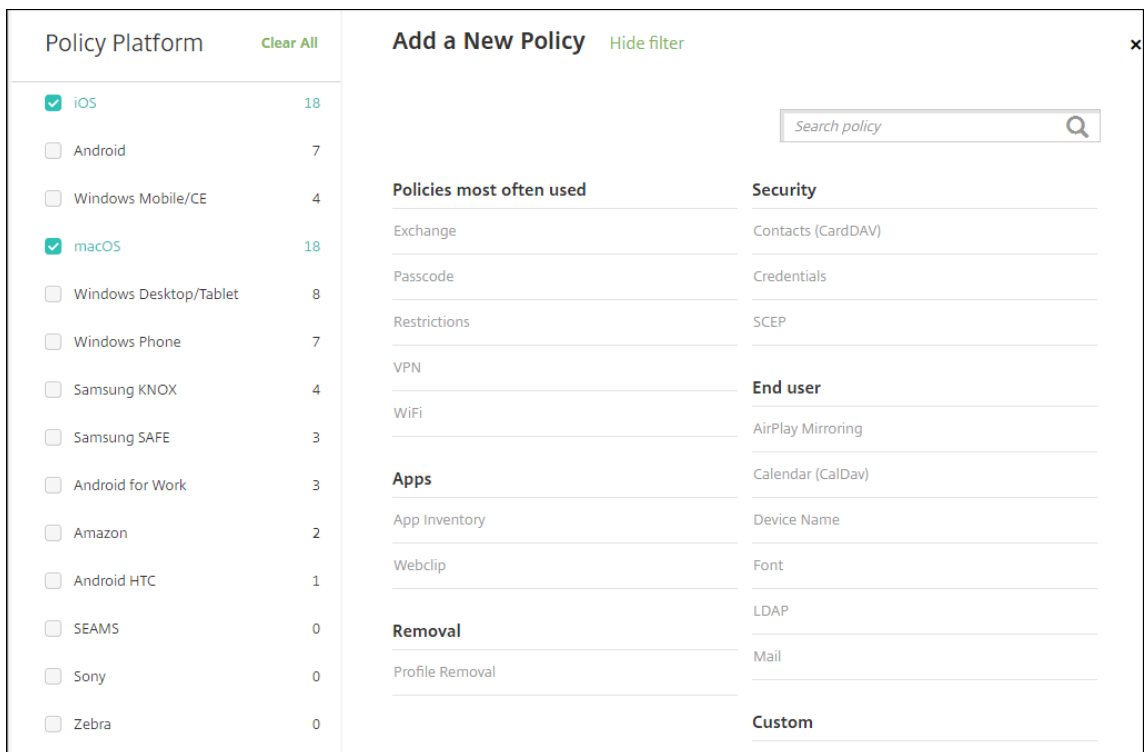 Policy Platform Clear All
iOS 18
Android 7
Windows Mobile/CE 4
macOS 18
Windows Desktop/Tablet 8
Windows Phone 7
Samsung KNOX 4
Samsung SAFE 3
Android for Work 3
Amazon 2
Android HTC 1
SEAMS 0
Sony 0
Zebra 0
Add a New Policy Hide filter
Search policy
Policies most often used
Exchange
Passcode
Restrictions
VPN
WiFi
Apps
App Inventory
Webclip
Removal
Profile Removal
Security
Contacts (CardDAV)
Credentials
SCEP
End user
AirPlay Mirroring
Calendar (CalDav)
Device Name
Font
LDAP
Mail
Custom